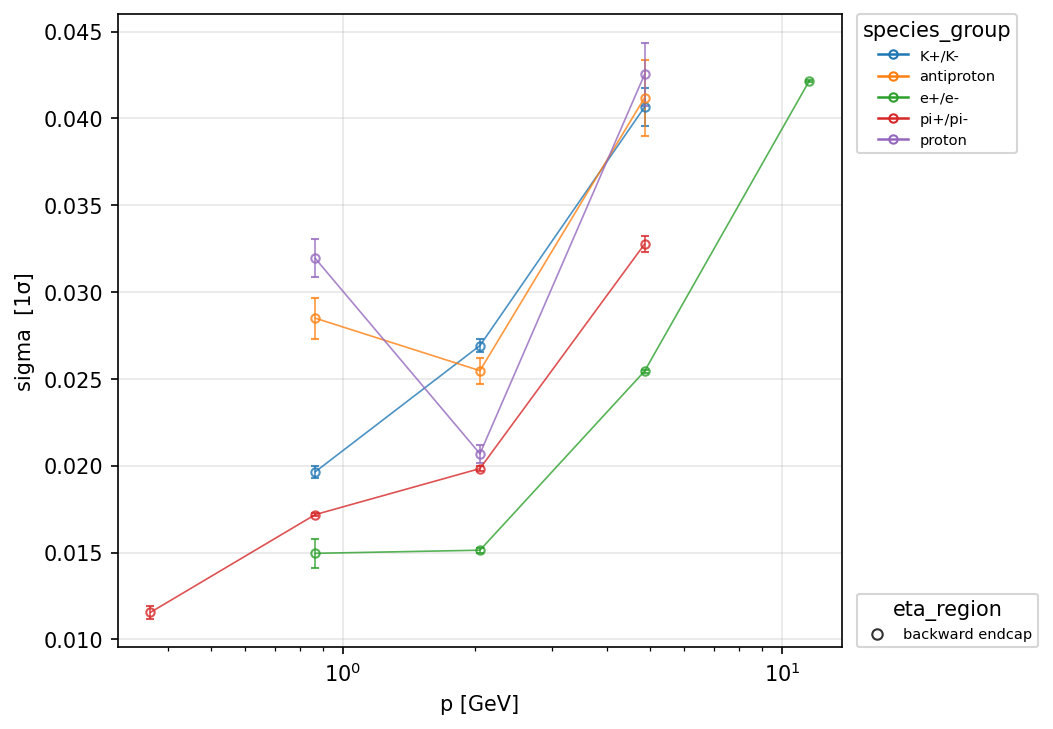 0.045
0.040
0.035
0.030
0.025
0.020
0.015
0.010
sigma [1σ]
10⁰
10¹
p [GeV]
species_group
K+/K-
antiproton
e+/e-
pi+/pi-
proton
eta_region
backward endcap